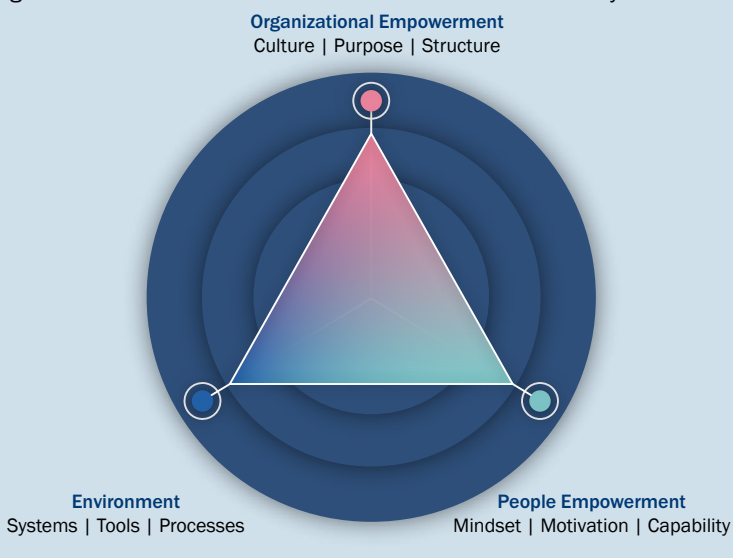 Organizational Empowerment
Culture | Purpose | Structure
Environment
Systems | Tools | Processes
People Empowerment
Mindset | Motivation | Capability